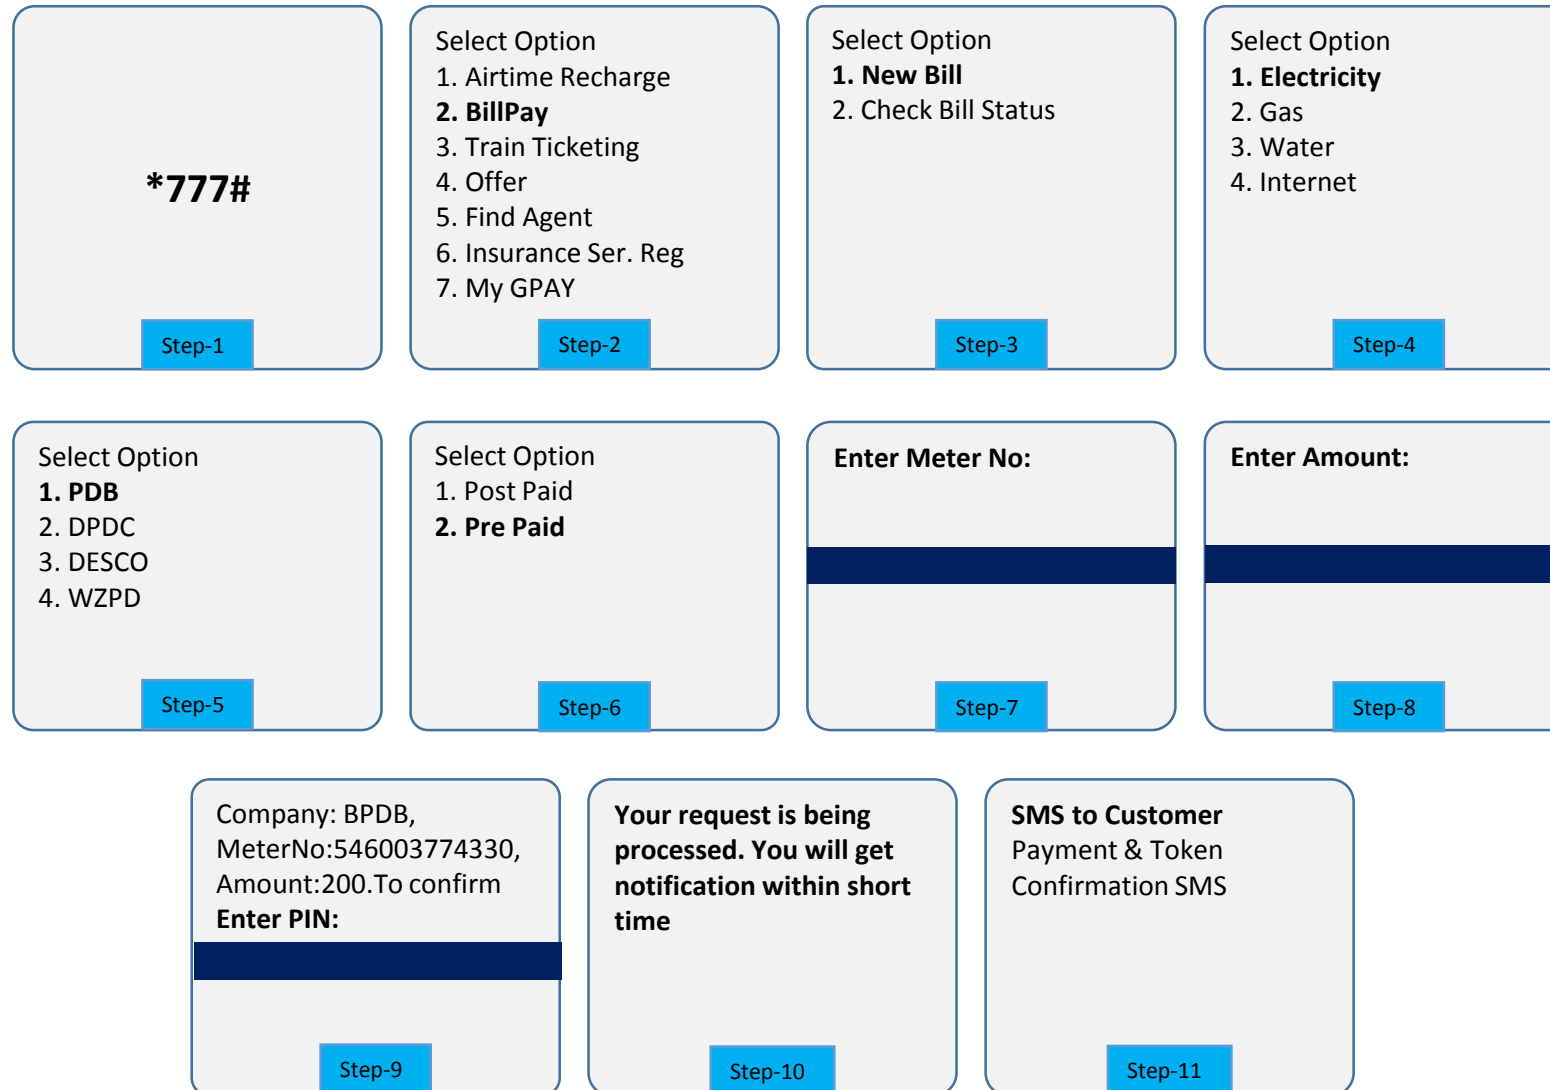 *777#
Step-1
Select Option
1. Airtime Recharge
2. BillPay
3. Train Ticketing
4. Offer
5. Find Agent
6. Insurance Ser. Reg
7. My GPAY
Step-2
Select Option
1. New Bill
2. Check Bill Status
Step-3
Select Option
1. Electricity
2. Gas
3. Water
4. Internet
Step-4
Select Option
1. PDB
2. DPDC
3. DESCO
4. WZPD
Step-5
Select Option
1. Post Paid
2. Pre Paid
Step-6
Enter Meter No:
Step-7
Enter Amount:
Step-8
Company: BPDB,
MeterNo:546003774330,
Amount:200.To confirm
Enter PIN:
Step-9
Your request is being
processed. You will get
notification within short
time
Step-10
SMS to Customer
Payment & Token
Confirmation SMS
Step-11